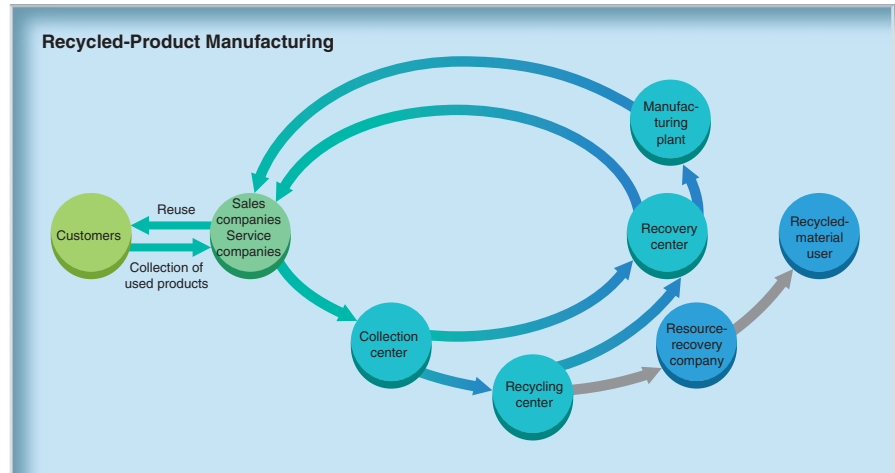 Recycled-Product Manufacturing
Manufac-
turing
plant
Reuse
Sales
companies
Service
companies
Customers
Collection of
used products
Recovery
center
Recycled-
material
user
Collection
center
Resource-
recovery
company
Recycling
center